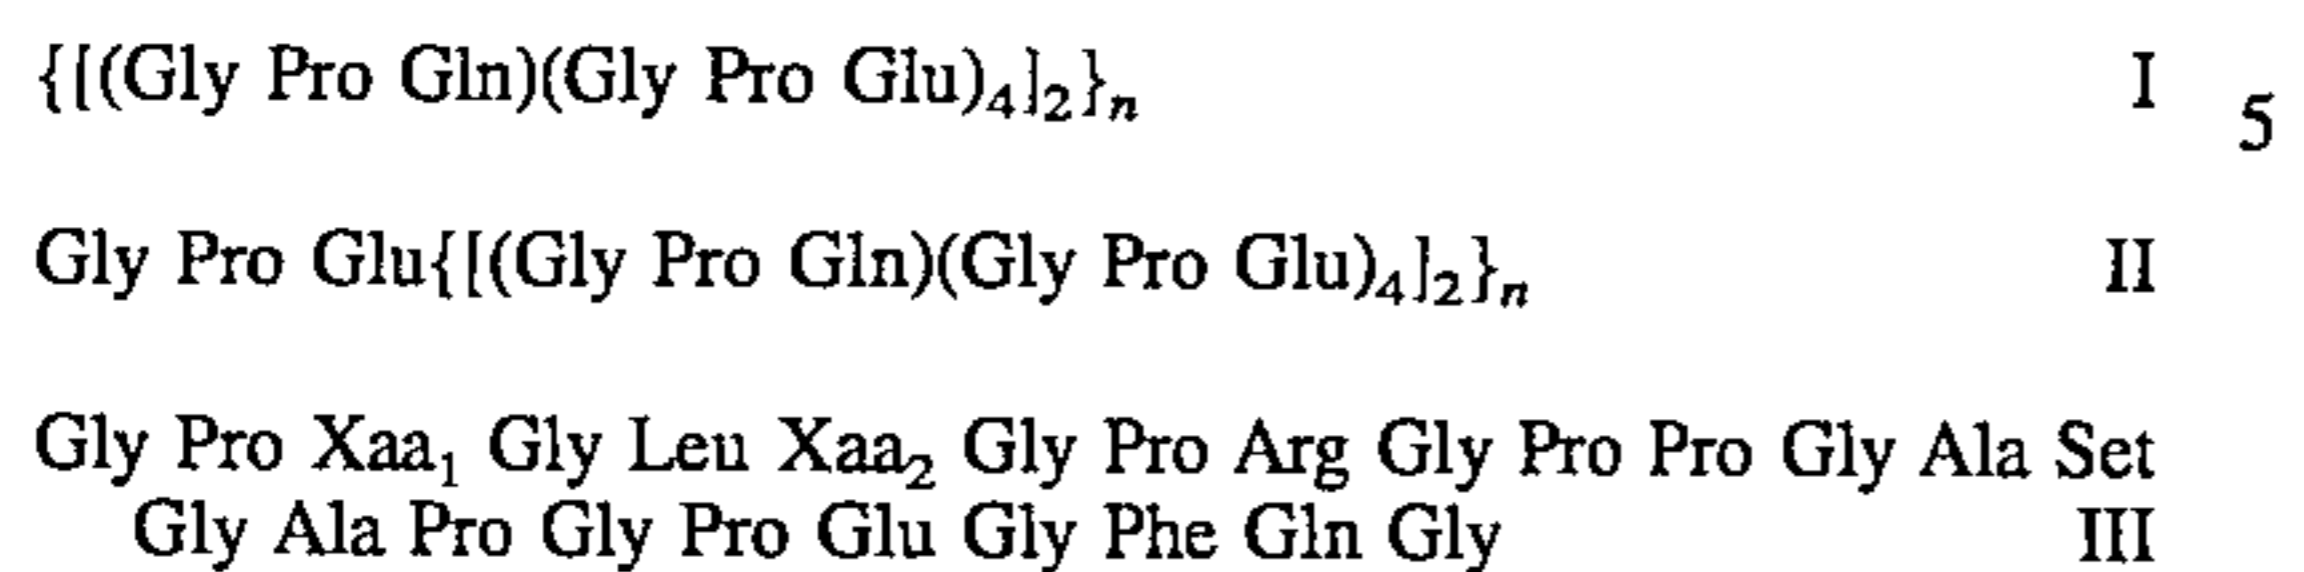 {[(Gly Pro Gln)(Gly Pro Glu)₄]₂}ₙ I
5
Gly Pro Glu{[(Gly Pro Gln)(Gly Pro Glu)₄]₂}ₙ II
Gly Pro Xaa₁ Gly Leu Xaa₂ Gly Pro Arg Gly Pro Pro Gly Ala Set
Gly Ala Pro Gly Pro Glu Gly Phe Gln Gly III